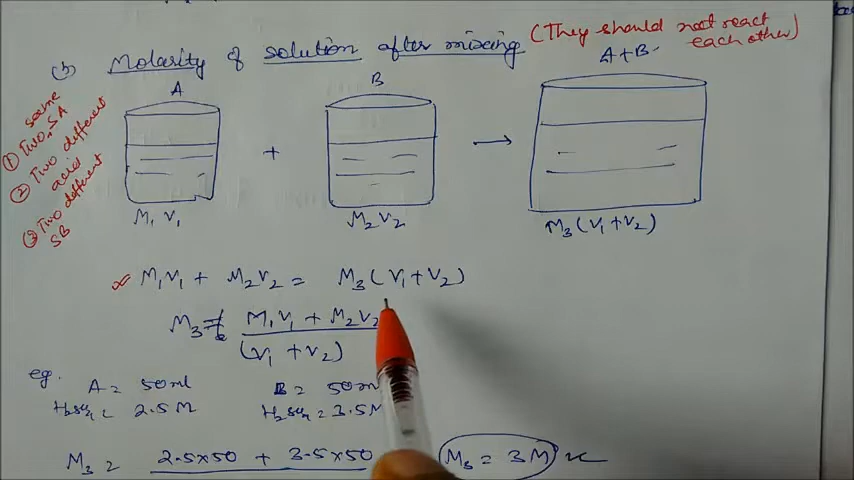 (5) Molarity of solution after mixing (They should not react each other)
① Two same SA
② Two different acid
③ Two different SB
A
B
A+B
+
→
M₁ V₁
M₂ V₂
M₃ (V₁+V₂)
M₁V₁ + M₂V₂ = M₃(V₁+V₂)
M₃ = M₁V₁ + M₂V₂
(V₁ + V₂)
eg.
A = 50ml
B = 50m
H₂SO₄ = 2.5 M
H₂SO₄ = 3.5M
M₃ = 2.5×50 + 3.5×50
M₃ = 3M